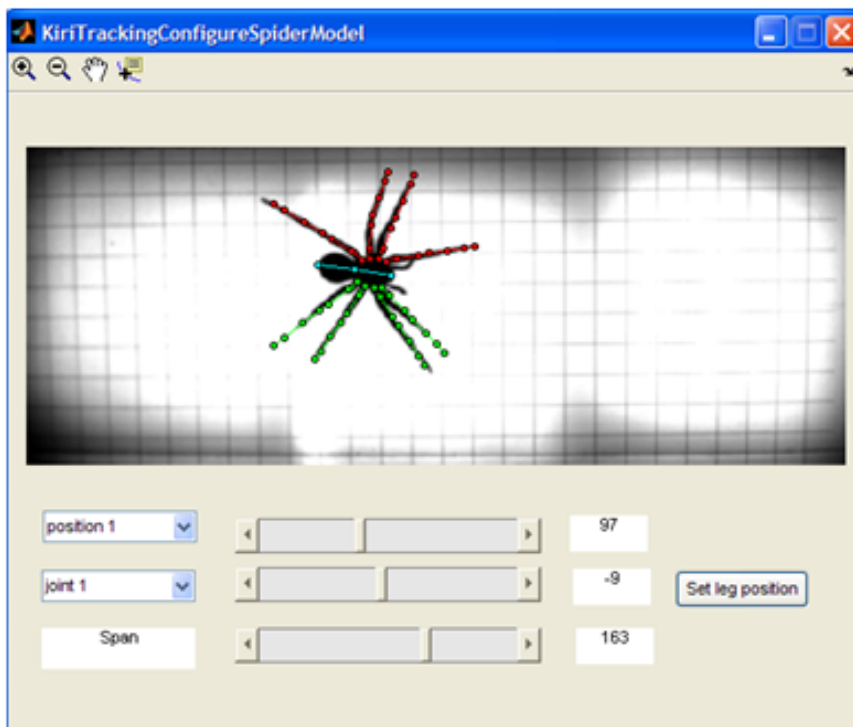 KiriTrackingConfigureSpiderModel
position 1
97
joint 1
-9
Set leg position
Span
163